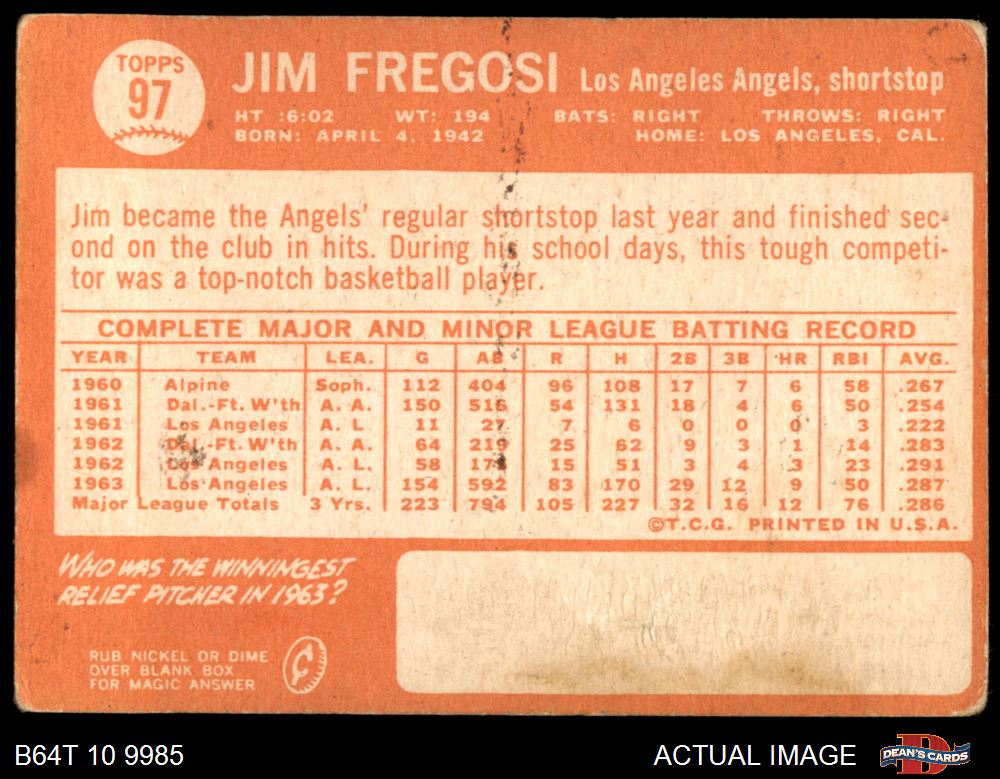 TOPPS
97
JIM FREGOSI Los Angeles Angels, shortstop
HT :6:02 WT: 194 BATS: RIGHT THROWS: RIGHT
BORN: APRIL 4, 1942 HOME: LOS ANGELES, CAL.
Jim became the Angels' regular shortstop last year and finished sec-
ond on the club in hits. During his school days, this tough competi-
tor was a top-notch basketball player.
COMPLETE MAJOR AND MINOR LEAGUE BATTING RECORD
YEAR TEAM LEA. G AB R H 2B 3B HR RBI AVG.
1960 Alpine Soph. 112 404 96 108 17 7 6 58 .267
1961 Dal.-Ft. W'th A. A. 150 516 54 131 18 4 6 50 .254
1961 Los Angeles A. L. 11 27 7 6 0 0 0 3 .222
1962 Dal.-Ft. W'th A. A. 64 219 25 62 9 3 1 14 .283
1962 Los Angeles A. L. 58 175 15 51 3 4 3 23 .291
1963 Los Angeles A. L. 154 592 83 170 29 12 9 50 .287
Major League Totals 3 Yrs. 223 794 105 227 32 16 12 76 .286
©T.C.G. PRINTED IN U.S.A.
WHO WAS THE WINNINGEST
RELIEF PITCHER IN 1963?
RUB NICKEL OR DIME
OVER BLANK BOX
FOR MAGIC ANSWER
B64T 10 9985 ACTUAL IMAGE DEAN'S CARDS